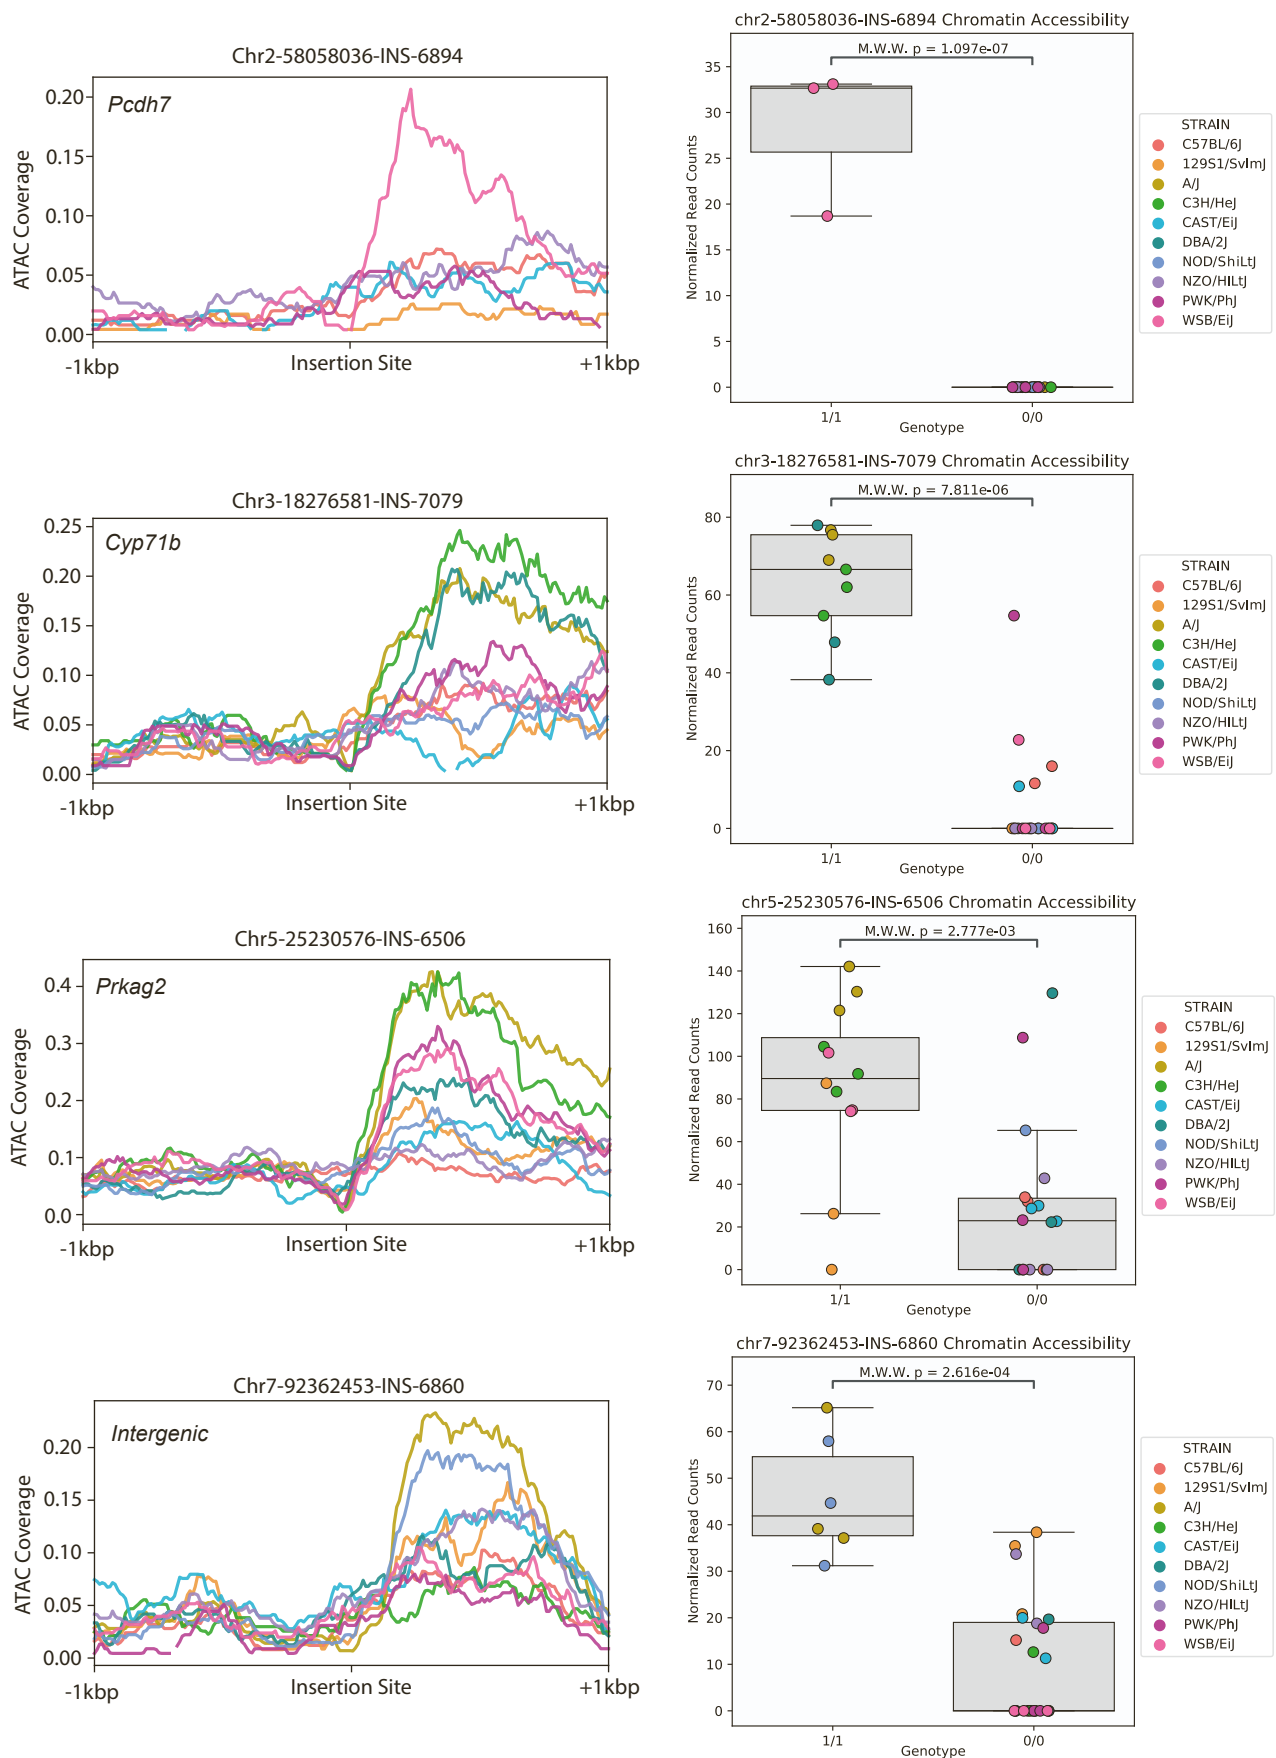 Chr2-58058036-INS-6894
Pcdh7
ATAC Coverage
0.20
0.15
0.10
0.05
0.00
-1kbp
Insertion Site
+1kbp
chr2-58058036-INS-6894 Chromatin Accessibility
M.W.W. p = 1.097e-07
Normalized Read Counts
35
30
25
20
15
10
5
0
1/1
0/0
Genotype
STRAIN
C57BL/6J
129S1/SvImJ
A/J
C3H/HeJ
CAST/EiJ
DBA/2J
NOD/ShiLtJ
NZO/HILtJ
PWK/PhJ
WSB/EiJ
Chr3-18276581-INS-7079
Cyp71b
ATAC Coverage
0.25
0.20
0.15
0.10
0.05
0.00
-1kbp
Insertion Site
+1kbp
chr3-18276581-INS-7079 Chromatin Accessibility
M.W.W. p = 7.811e-06
Normalized Read Counts
80
60
40
20
0
1/1
0/0
Genotype
STRAIN
C57BL/6J
129S1/SvImJ
A/J
C3H/HeJ
CAST/EiJ
DBA/2J
NOD/ShiLtJ
NZO/HILtJ
PWK/PhJ
WSB/EiJ
Chr5-25230576-INS-6506
Prkag2
ATAC Coverage
0.4
0.3
0.2
0.1
0.0
-1kbp
Insertion Site
+1kbp
chr5-25230576-INS-6506 Chromatin Accessibility
M.W.W. p = 2.777e-03
Normalized Read Counts
160
140
120
100
80
60
40
20
0
1/1
0/0
Genotype
STRAIN
C57BL/6J
129S1/SvImJ
A/J
C3H/HeJ
CAST/EiJ
DBA/2J
NOD/ShiLtJ
NZO/HILtJ
PWK/PhJ
WSB/EiJ
Chr7-92362453-INS-6860
Intergenic
ATAC Coverage
0.20
0.15
0.10
0.05
0.00
-1kbp
Insertion Site
+1kbp
chr7-92362453-INS-6860 Chromatin Accessibility
M.W.W. p = 2.616e-04
Normalized Read Counts
70
60
50
40
30
20
10
0
1/1
0/0
Genotype
STRAIN
C57BL/6J
129S1/SvImJ
A/J
C3H/HeJ
CAST/EiJ
DBA/2J
NOD/ShiLtJ
NZO/HILtJ
PWK/PhJ
WSB/EiJ